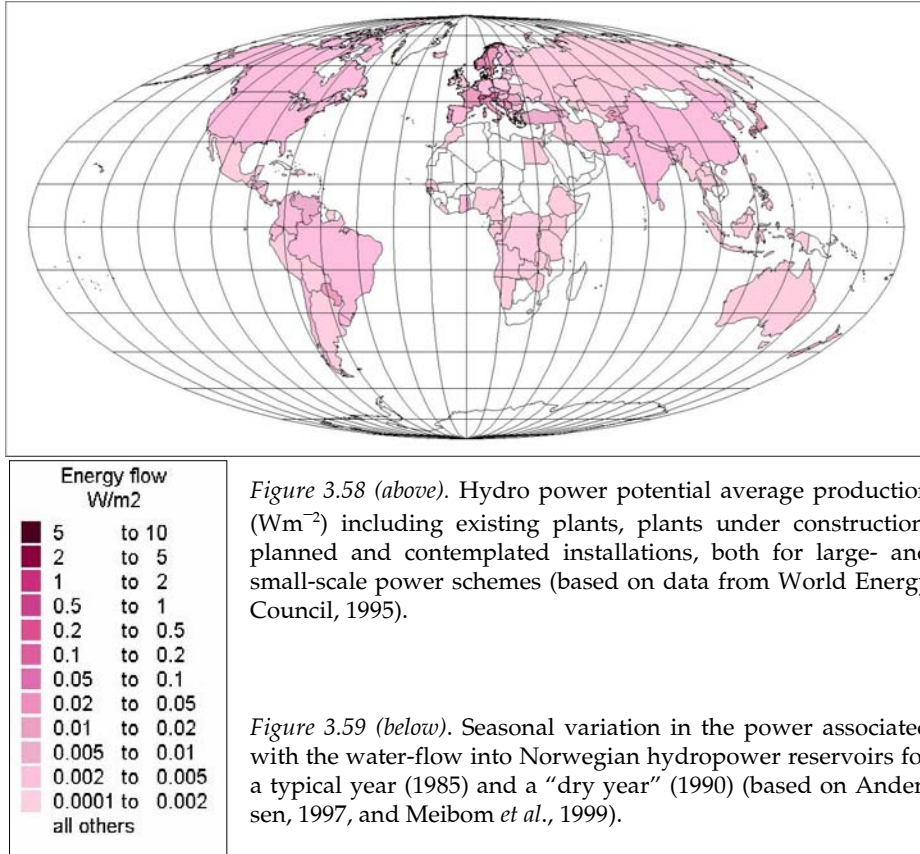 Energy flow
W/m2
5 to 10
2 to 5
1 to 2
0.5 to 1
0.2 to 0.5
0.1 to 0.2
0.05 to 0.1
0.02 to 0.05
0.01 to 0.02
0.005 to 0.01
0.002 to 0.005
0.0001 to 0.002
all others
Figure 3.58 (above). Hydro power potential average production
(Wm⁻²) including existing plants, plants under construction
planned and contemplated installations, both for large- and
small-scale power schemes (based on data from World Energy
Council, 1995).
Figure 3.59 (below). Seasonal variation in the power associated
with the water-flow into Norwegian hydropower reservoirs fo
a typical year (1985) and a “dry year” (1990) (based on Ander
sen, 1997, and Meibom et al., 1999).